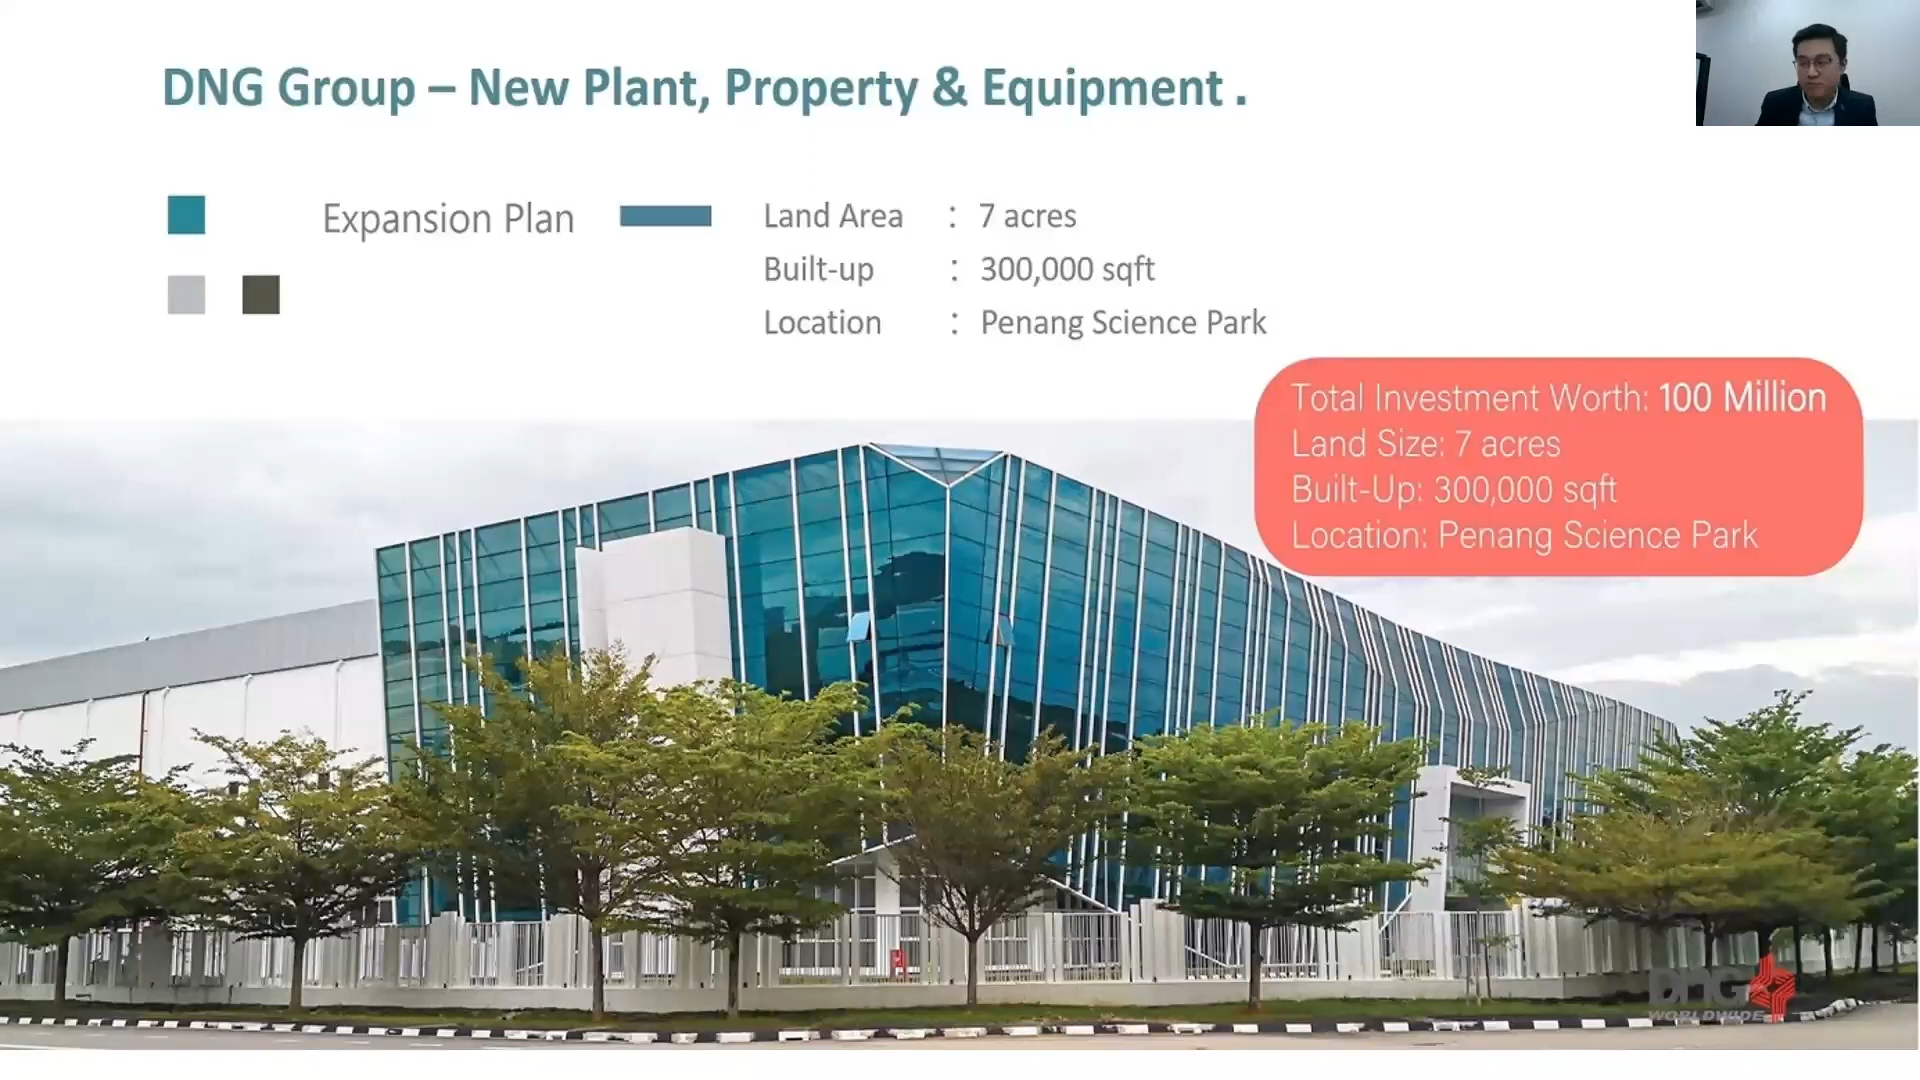 DNG Group – New Plant, Property & Equipment .
Expansion Plan
Land Area : 7 acres
Built-up : 300,000 sqft
Location : Penang Science Park
Total Investment Worth: 100 Million
Land Size: 7 acres
Built-Up: 300,000 sqft
Location: Penang Science Park
DNG
WORLDWIDE